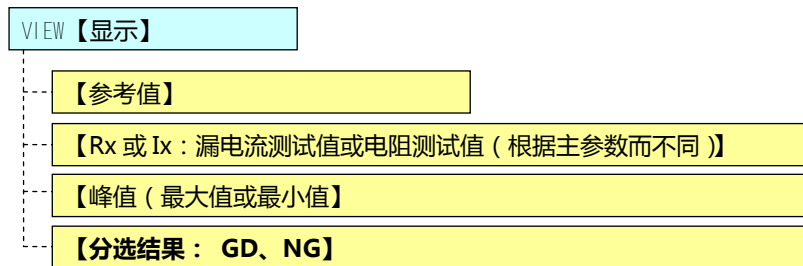 VIEW【显示】
【参考值】
【Rx 或 Ix：漏电流测试值或电阻测试值（根据主参数而不同）】
【峰值（最大值或最小值】
【分选结果： GD、NG】